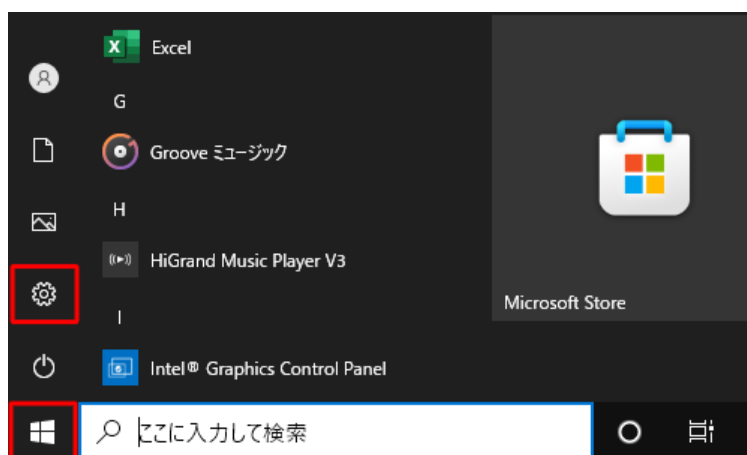 Excel
G
Groove ミュージック
H
HiGrand Music Player V3
Microsoft Store
I
Intel® Graphics Control Panel
ここに入力して検索